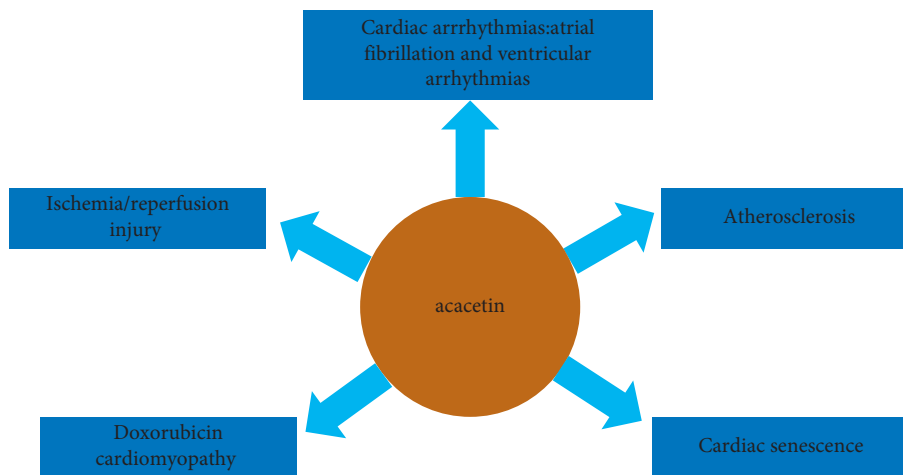 Cardiac arrrhythmias:atrial
fibrillation and ventricular
arrhythmias
Ischemia/reperfusion
injury
Atherosclerosis
acacetin
Doxorubicin
cardiomyopathy
Cardiac senescence